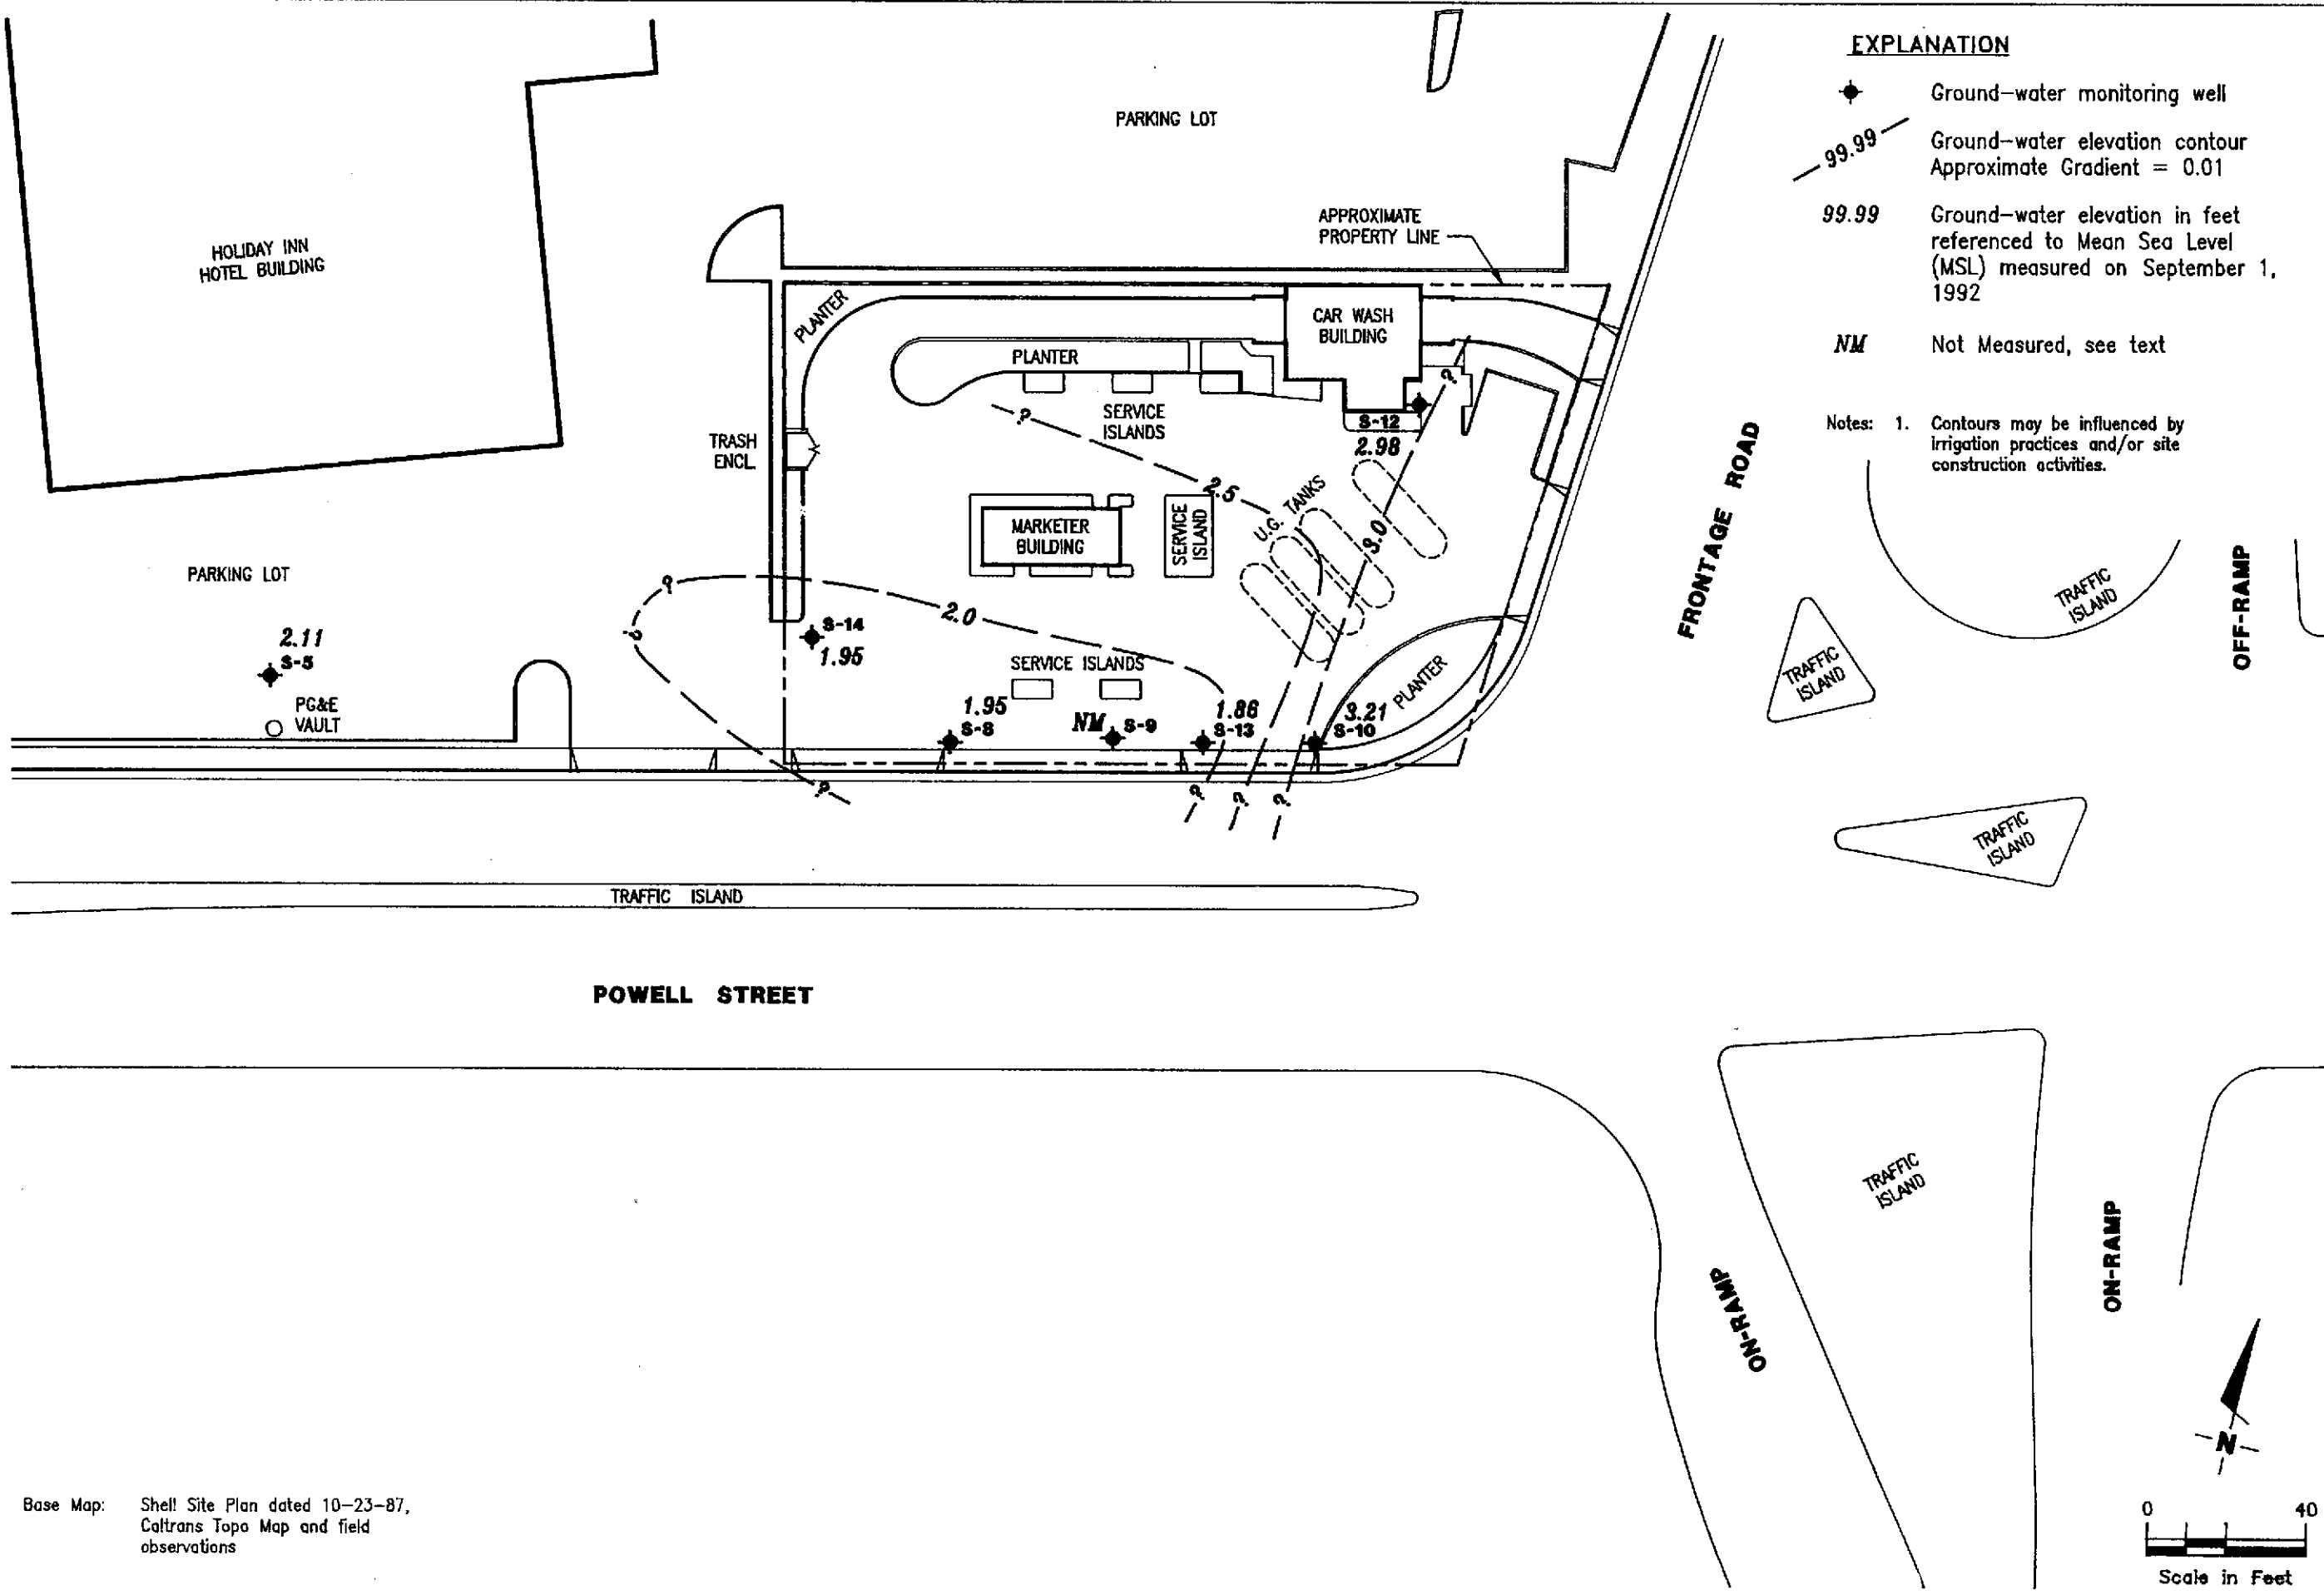 EXPLANATION
Ground-water monitoring well
99.99
Ground-water elevation contour
Approximate Gradient = 0.01
99.99
Ground-water elevation in feet
referenced to Mean Sea Level
(MSL) measured on September 1,
1992
NM
Not Measured, see text
Notes: 1. Contours may be influenced by
irrigation practices and/or site
construction activities.
PARKING LOT
HOLIDAY INN
HOTEL BUILDING
APPROXIMATE
PROPERTY LINE
PLANTER
CAR WASH
BUILDING
PLANTER
?
?
SERVICE
ISLANDS
S-12
2.98
TRASH
ENCL.
2.5
U.G. TANKS
3.0
MARKETER
BUILDING
SERVICE
ISLAND
FRONTAGE ROAD
TRAFFIC
ISLAND
OFF-RAMP
PARKING LOT
?
2.0
?
S-14
1.95
2.11
S-5
SERVICE ISLANDS
PLANTER
TRAFFIC
ISLAND
PG&E
VAULT
1.95
S-8
NM
S-9
1.86
S-13
3.21
S-10
?
?
?
?
TRAFFIC
ISLAND
TRAFFIC ISLAND
POWELL STREET
TRAFFIC
ISLAND
ON-RAMP
ON-RAMP
N
Base Map: Shell Site Plan dated 10-23-87,
Caltrans Topo Map and field
observations
0 40
Scale in Feet